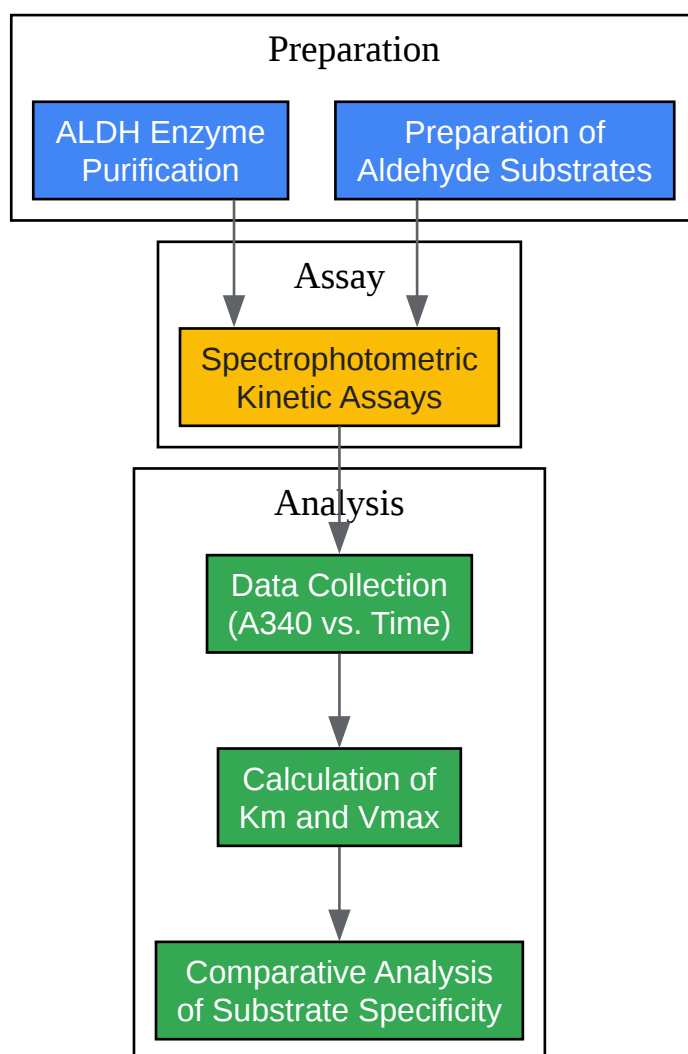 Preparation
ALDH Enzyme
Purification
Preparation of
Aldehyde Substrates
Assay
Spectrophotometric
Kinetic Assays
Analysis
Data Collection
(A340 vs. Time)
Calculation of
Km and Vmax
Comparative Analysis
of Substrate Specificity